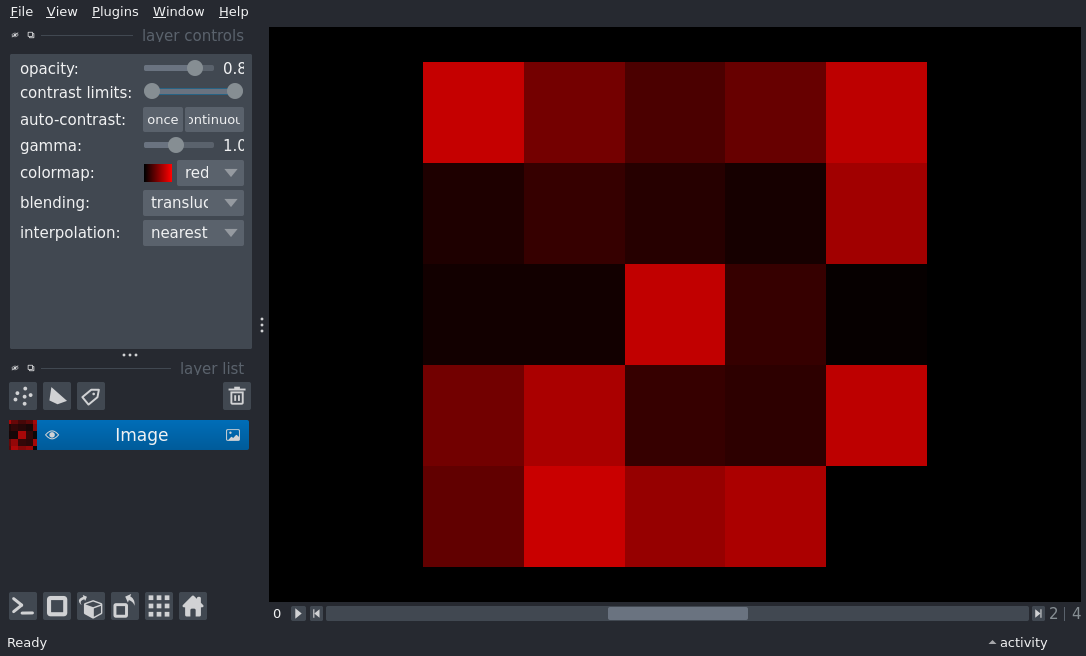 File View Plugins Window Help
layer controls
opacity: 0.8
contrast limits:
auto-contrast: once ontinuou
gamma: 1.0
colormap: red
blending: transluc
interpolation: nearest
layer list
Image
0 2 | 4
Ready activity